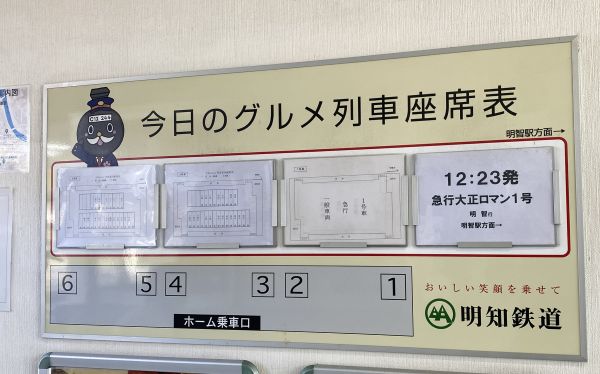 今日のグルメ列車座席表
明智駅方面→
1号車
急行
一般車両
12:23発
急行大正ロマン1号
明智行
明智駅方面→
6 5 4 3 2 1
ホーム乗車口
おいしい笑顔を乗せて
明知鉄道